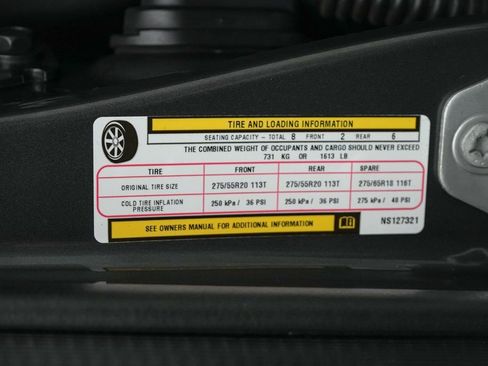 TIRE AND LOADING INFORMATION
SEATING CAPACITY - TOTAL 8 FRONT 2 REAR 6
THE COMBINED WEIGHT OF OCCUPANTS AND CARGO SHOULD NEVER EXCEED
731 KG OR 1613 LB
TIRE FRONT REAR SPARE
ORIGINAL TIRE SIZE 275/55R20 113T 275/55R20 113T 275/65R18 116T
COLD TIRE INFLATION PRESSURE 250 kPa / 36 PSI 250 kPa / 36 PSI 275 kPa / 40 PSI
SEE OWNERS MANUAL FOR ADDITIONAL INFORMATION NS127321